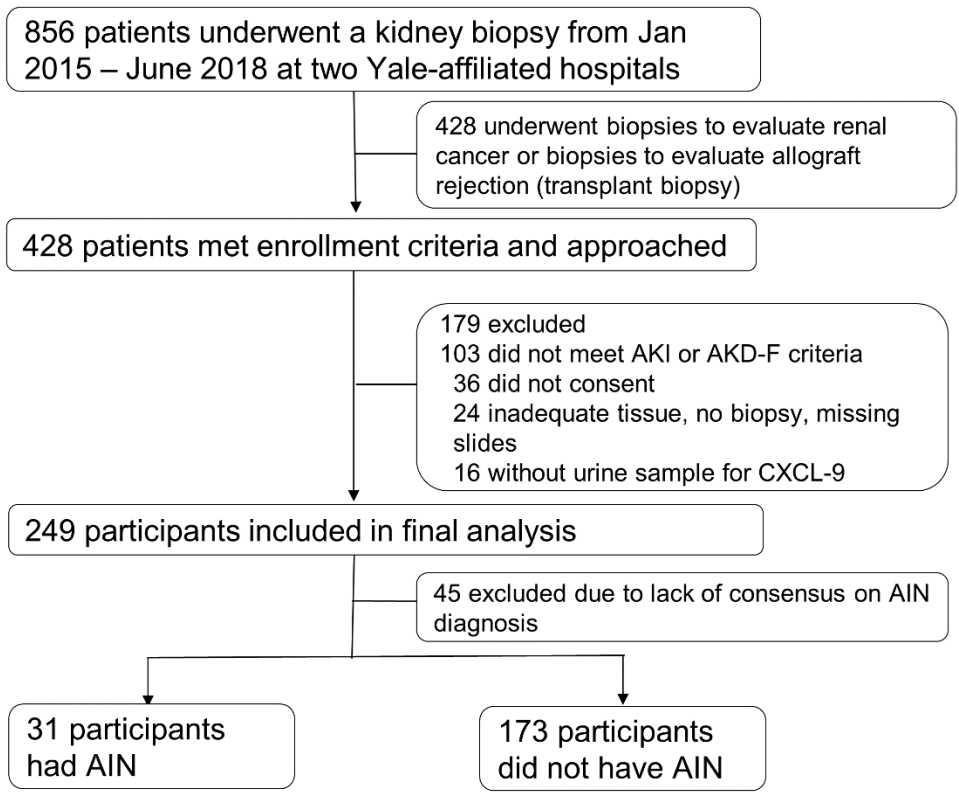 856 patients underwent a kidney biopsy from Jan
2015 – June 2018 at two Yale-affiliated hospitals
428 underwent biopsies to evaluate renal
cancer or biopsies to evaluate allograft
rejection (transplant biopsy)
428 patients met enrollment criteria and approached
179 excluded
103 did not meet AKI or AKD-F criteria
36 did not consent
24 inadequate tissue, no biopsy, missing
slides
16 without urine sample for CXCL-9
249 participants included in final analysis
45 excluded due to lack of consensus on AIN
diagnosis
31 participants
had AIN
173 participants
did not have AIN